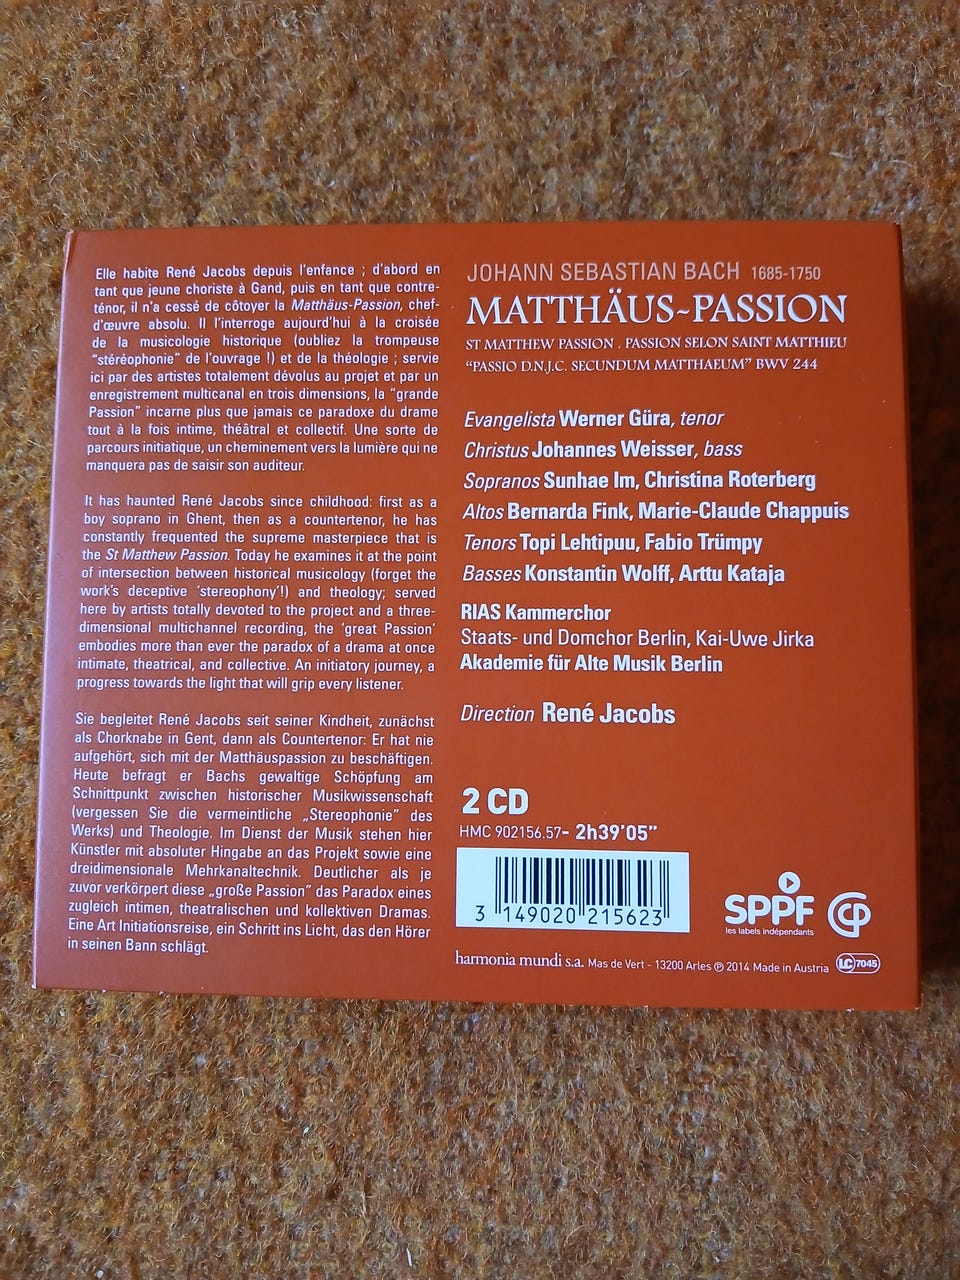 Elle habite René Jacobs depuis l'enfance ; d'abord en
tant que jeune choriste à Gand, puis en tant que contre-
ténor, il n'a cessé de côtoyer la Matthäus-Passion, chef-
d'œuvre absolu. Il l'interroge aujourd'hui à la croisée
de la musicologie historique (oubliez la trompeuse
"stéréophonie" de l'ouvrage !) et de la théologie ; servie
ici par des artistes totalement dévolus au projet et par un
enregistrement multicanal en trois dimensions, la "grande
Passion" incarne plus que jamais ce paradoxe du drame
tout à la fois intime, théâtral et collectif. Une sorte de
parcours initiatique, un cheminement vers la lumière qui ne
manquera pas de saisir son auditeur.
It has haunted René Jacobs since childhood: first as a
boy soprano in Ghent, then as a countertenor, he has
constantly frequented the supreme masterpiece that is
the St Matthew Passion. Today he examines it at the point
of intersection between historical musicology (forget the
work's deceptive 'stereophony'!) and theology; served
here by artists totally devoted to the project and a three-
dimensional multichannel recording, the 'great Passion'
embodies more than ever the paradox of a drama at once
intimate, theatrical, and collective. An initiatory journey, a
progress towards the light that will grip every listener.
Sie begleitet René Jacobs seit seiner Kindheit, zunächst
als Chorknabe in Gent, dann als Countertenor: Er hat nie
aufgehört, sich mit der Matthäuspassion zu beschäftigen.
Heute befragt er Bachs gewaltige Schöpfung am
Schnittpunkt zwischen historischer Musikwissenschaft
(vergessen Sie die vermeintliche „Stereophonie" des
Werks) und Theologie. Im Dienst der Musik stehen hier
Künstler mit absoluter Hingabe an das Projekt sowie eine
dreidimensionale Mehrkanaltechnik. Deutlicher als je
zuvor verkörpert diese „große Passion" das Paradox eines
zugleich intimen, theatralischen und kollektiven Dramas.
Eine Art Initiationsreise, ein Schritt ins Licht, das den Hörer
in seinen Bann schlägt.
JOHANN SEBASTIAN BACH 1685-1750
MATTHÄUS-PASSION
ST MATTHEW PASSION . PASSION SELON SAINT MATTHIEU
"PASSIO D.N.J.C. SECUNDUM MATTHAEUM" BWV 244
Evangelista Werner Güra, tenor
Christus Johannes Weisser, bass
Sopranos Sunhae Im, Christina Roterberg
Altos Bernarda Fink, Marie-Claude Chappuis
Tenors Topi Lehtipuu, Fabio Trümpy
Basses Konstantin Wolff, Arttu Kataja
RIAS Kammerchor
Staats- und Domchor Berlin, Kai-Uwe Jirka
Akademie für Alte Musik Berlin
Direction René Jacobs
2 CD
HMC 902156.57- 2h39'05"
3 149020 215623
SPPF
les labels indépendants
CP
harmonia mundi s.a. Mas de Vert - 13200 Arles ℗ 2014 Made in Austria
LC 7045